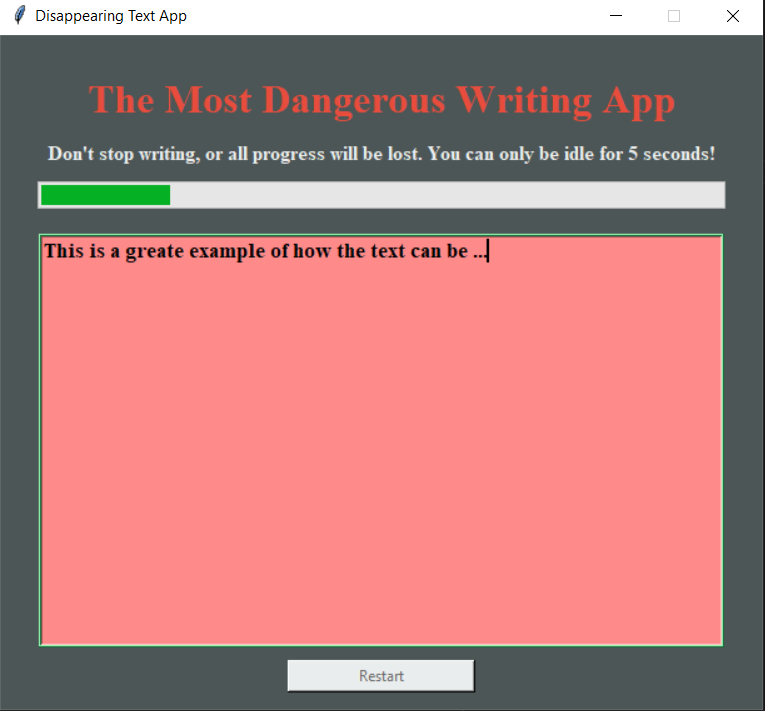 Disappearing Text App
The Most Dangerous Writing App
Don't stop writing, or all progress will be lost. You can only be idle for 5 seconds!
This is a greate example of how the text can be ...
Restart